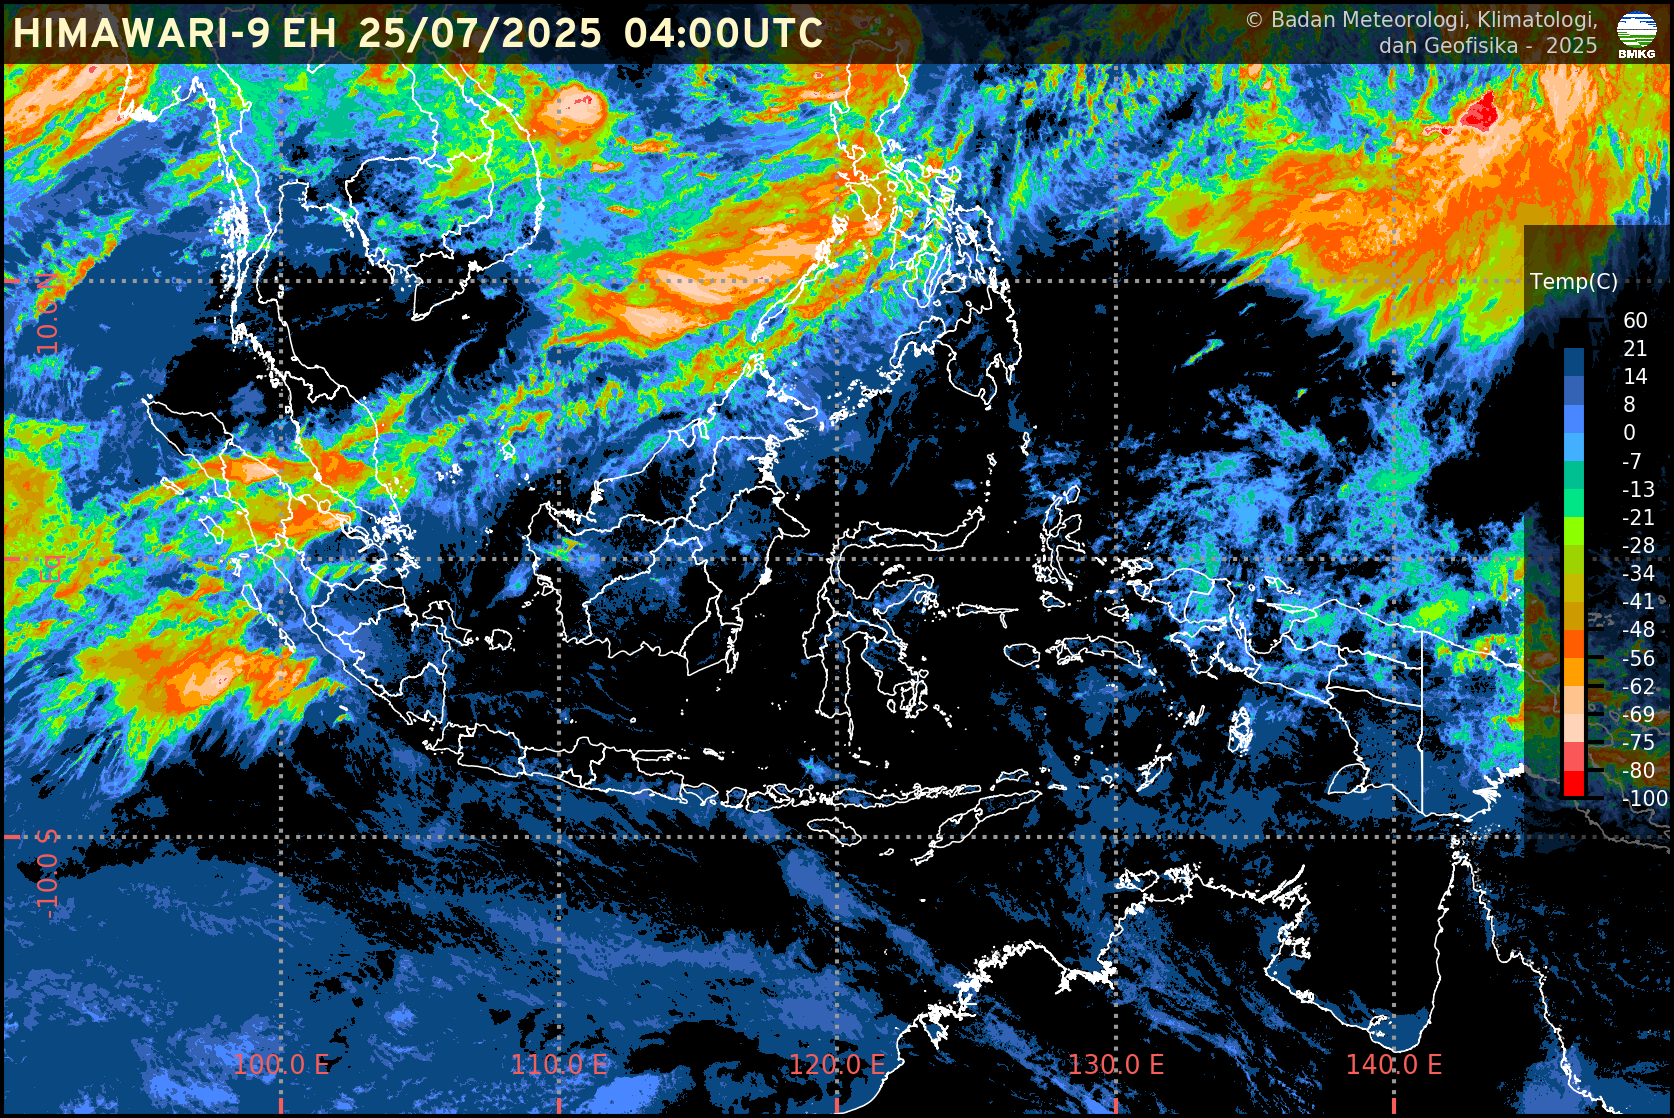 HIMAWARI-9 EH 25/07/2025 04:00UTC
© Badan Meteorologi, Klimatologi,
dan Geofisika - 2025
BMKG
Temp(C)
60
21
14
8
0
-7
-13
-21
-28
-34
-41
-48
-56
-62
-69
-75
-80
-100
10.0 N
Eq
-10.0 S
100.0 E
110.0 E
120.0 E
130.0 E
140.0 E